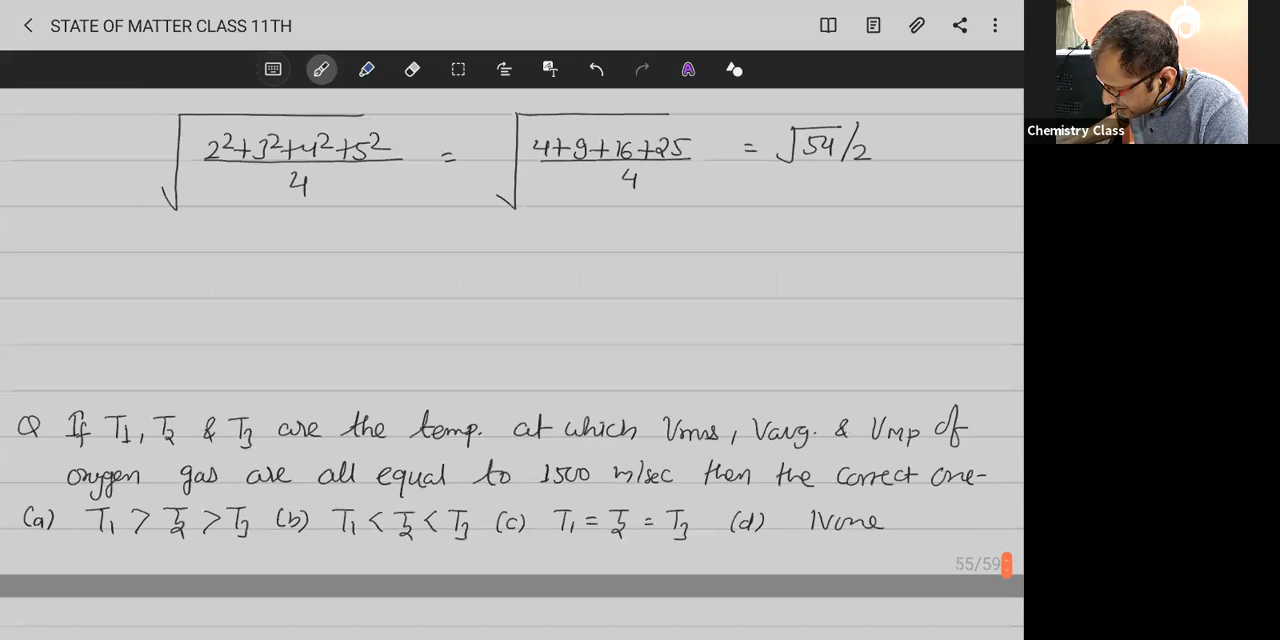 STATE OF MATTER CLASS 11TH
Chemistry Class
√(2²+3²+4²+5²)/4 = √(4+9+16+25)/4 = √54/2
Q If T1, T2 & T3 are the temp. at which Vrms, Vavg. & VMP of
oxygen gas are all equal to 1500 m/sec then the correct one-
(a) T1 > T2 > T3 (b) T1 < T2 < T3 (c) T1 = T2 = T3 (d) None
55/59